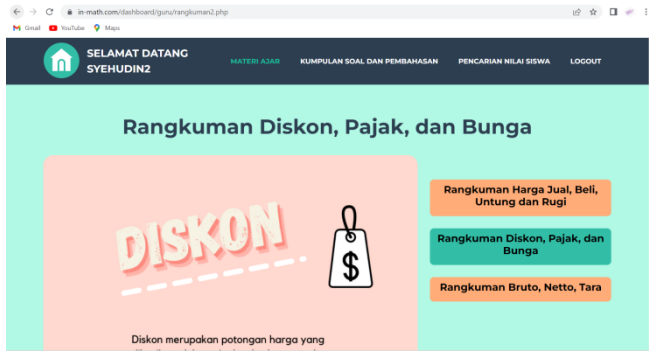 in-math.com/dashboard/guru/rangkuman2.php
Gmail YouTube Maps
SELAMAT DATANG
SYEHUDIN2
MATERI AJAR KUMPULAN SOAL DAN PEMBAHASAN PENCARIAN NILAI SISWA LOGOUT
Rangkuman Diskon, Pajak, dan Bunga
DISKON
$
Diskon merupakan potongan harga yang
Rangkuman Harga Jual, Beli,
Untung dan Rugi
Rangkuman Diskon, Pajak, dan
Bunga
Rangkuman Bruto, Netto, Tara